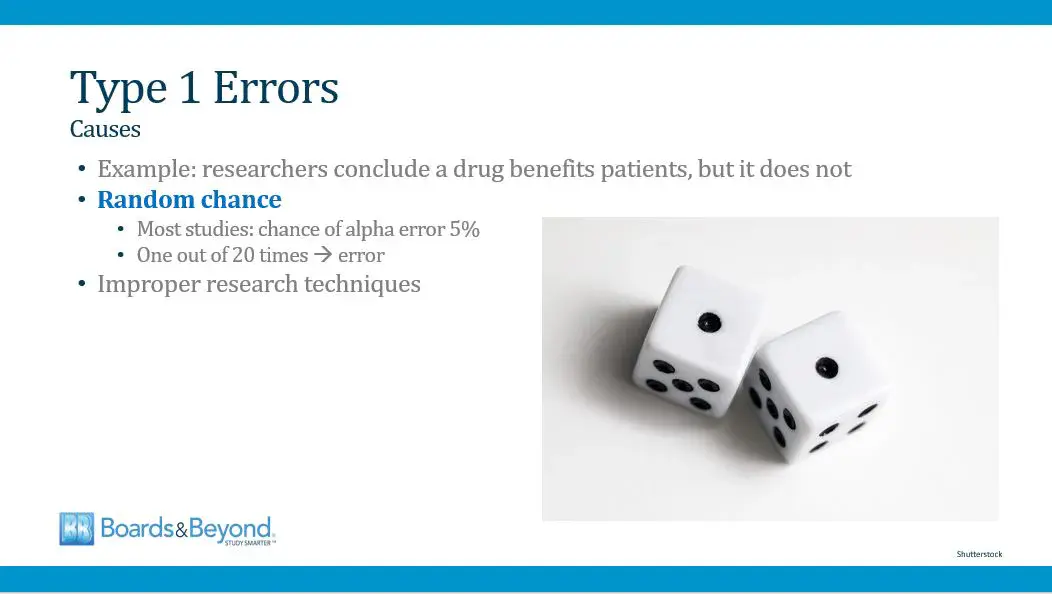 Type 1 Errors
Causes
• Example: researchers conclude a drug benefits patients, but it does not
• Random chance
• Most studies: chance of alpha error 5%
• One out of 20 times → error
• Improper research techniques
BB Boards&Beyond.
STUDY SMARTER™
Shutterstock